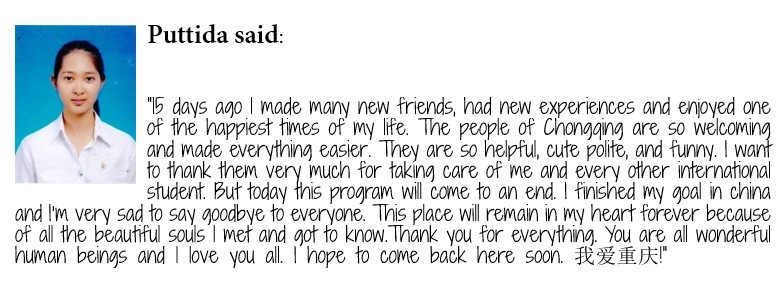 Puttida said:
"15 days ago I made many new friends, had new experiences and enjoyed one
of the happiest times of my life. The people of Chongqing are so welcoming
and made everything easier. They are so helpful, cute polite, and funny. I want
to thank them very much for taking care of me and every other international
student. But today this program will come to an end. I finished my goal in china
and I'm very sad to say goodbye to everyone. This place will remain in my heart forever because
of all the beautiful souls I met and got to know.Thank you for everything. You are all wonderful
human beings and I love you all. I hope to come back here soon. 我爱重庆!"